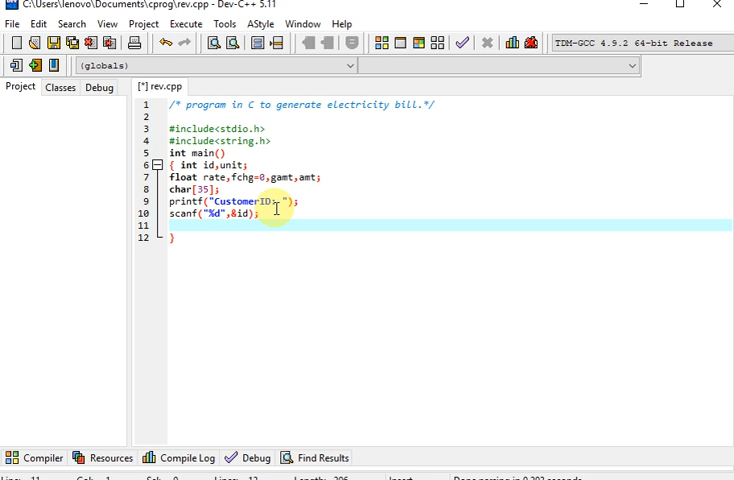 C:\Users\lenovo\Documents\cprog\rev.cpp - Dev-C++ 5.11
File Edit Search View Project Execute Tools AStyle Window Help
TDM-GCC 4.9.2 64-bit Release
(globals)
Project Classes Debug [*] rev.cpp
1 /* program in C to generate electricity bill.*/
2
3 #include<stdio.h>
4 #include<string.h>
5 int main()
6 { int id,unit;
7 float rate,fchg=0,gamt,amt;
8 char[35];
9 printf("CustomerID: ");
10 scanf("%d",&id);
11
12 }
Compiler Resources Compile Log Debug Find Results